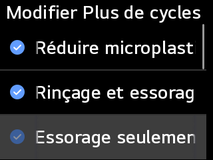 Modifier Plus de cycles
Réduire microplast
Rinçage et essorag
Essorage seulemen